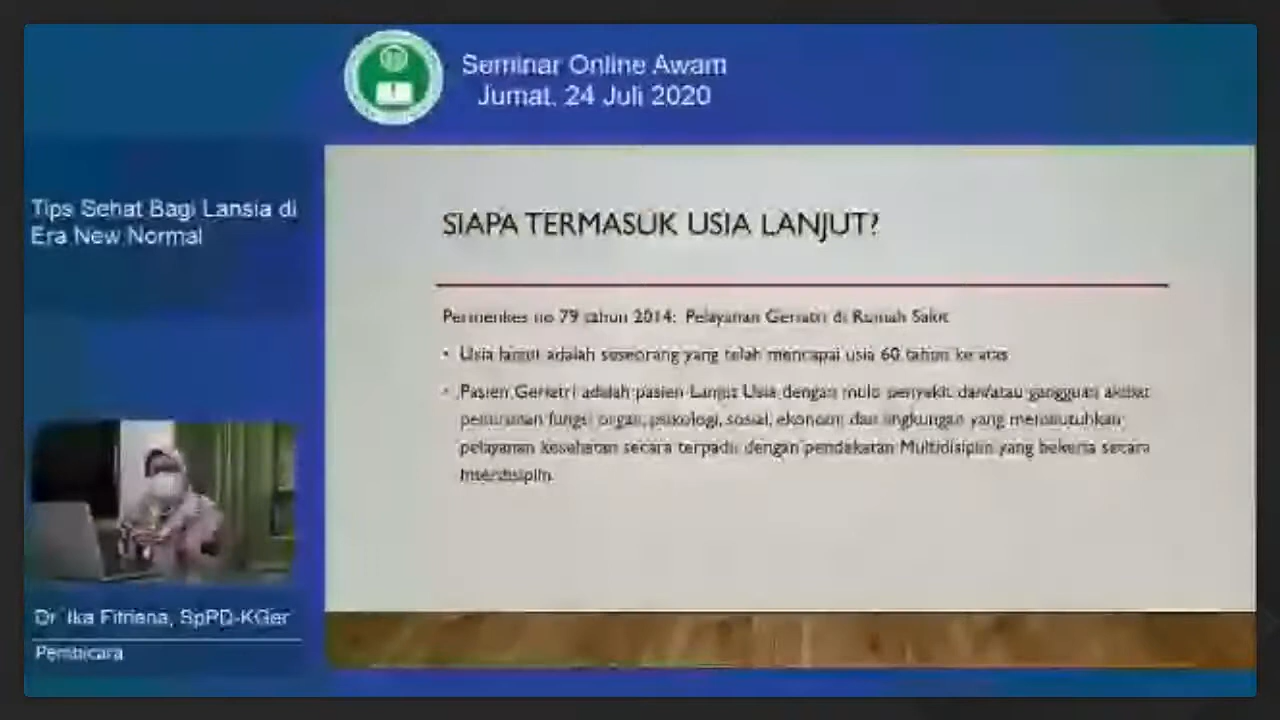 Seminar Online Awam
Jumat, 24 Juli 2020
Tips Sehat Bagi Lansia di
Era New Normal
SIAPA TERMASUK USIA LANJUT?
Permenkes no 79 tahun 2014: Pelayanan Geriatri di Rumah Sakit
• Usia lanjut adalah seseorang yang telah mencapai usia 60 tahun ke atas
• Pasien Geriatri adalah pasien Lanjut Usia dengan multi penyakit dan/atau gangguan akibat
penurunan fungsi organ, psikologi, sosial, ekonomi dan lingkungan yang membutuhkan
pelayanan kesehatan secara terpadu dengan pendekatan Multidisiplin yang bekerja secara
Interdisiplin.
Dr. Ika Fitriana, SpPD-KGer
Pembicara